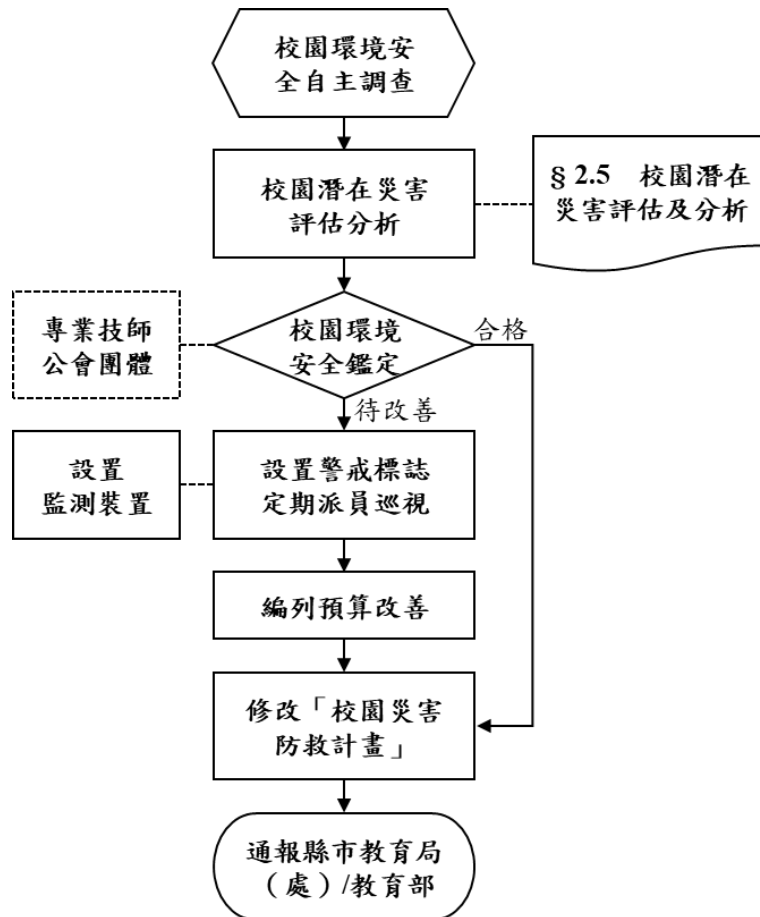 校園環境安
全自主調查
校園潛在災害
評估分析
§ 2.5 校園潛在
災害評估及分析
專業技師
公會團體
校園環境
安全鑑定
合格
待改善
設置
監測裝置
設置警戒標誌
定期派員巡視
編列預算改善
修改「校園災害
防救計畫」
通報縣市教育局
（處）/教育部